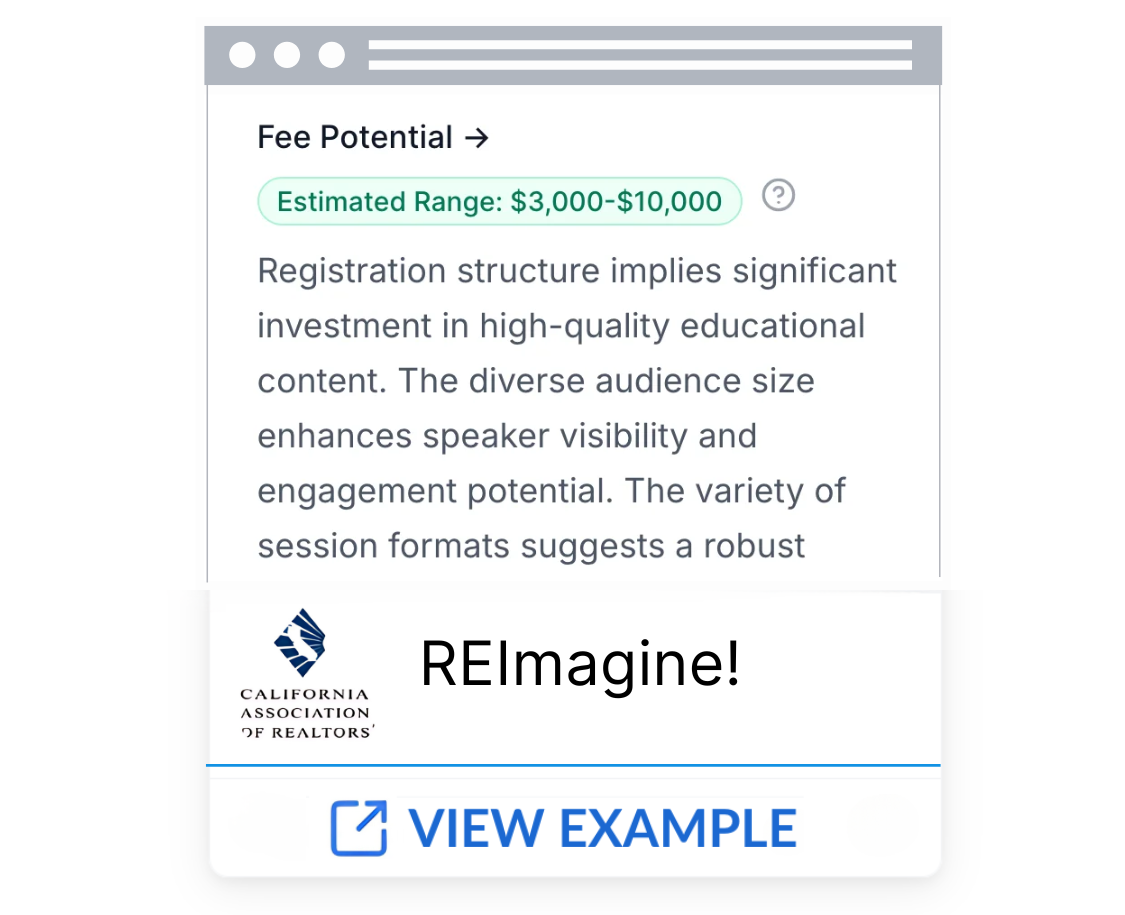 Fee Potential →
Estimated Range: $3,000-$10,000 ?
Registration structure implies significant
investment in high-quality educational
content. The diverse audience size
enhances speaker visibility and
engagement potential. The variety of
session formats suggests a robust
CALIFORNIA
ASSOCIATION
OF REALTORS'
REImagine!
VIEW EXAMPLE